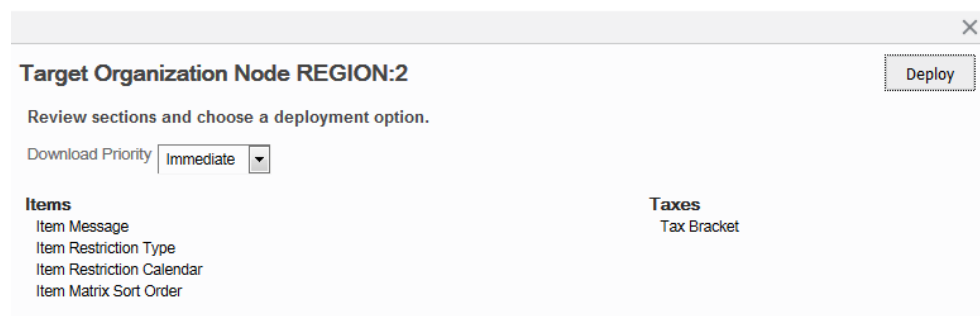 Target Organization Node REGION:2
Deploy
Review sections and choose a deployment option.
Download Priority Immediate
Items
Item Message
Item Restriction Type
Item Restriction Calendar
Item Matrix Sort Order
Taxes
Tax Bracket